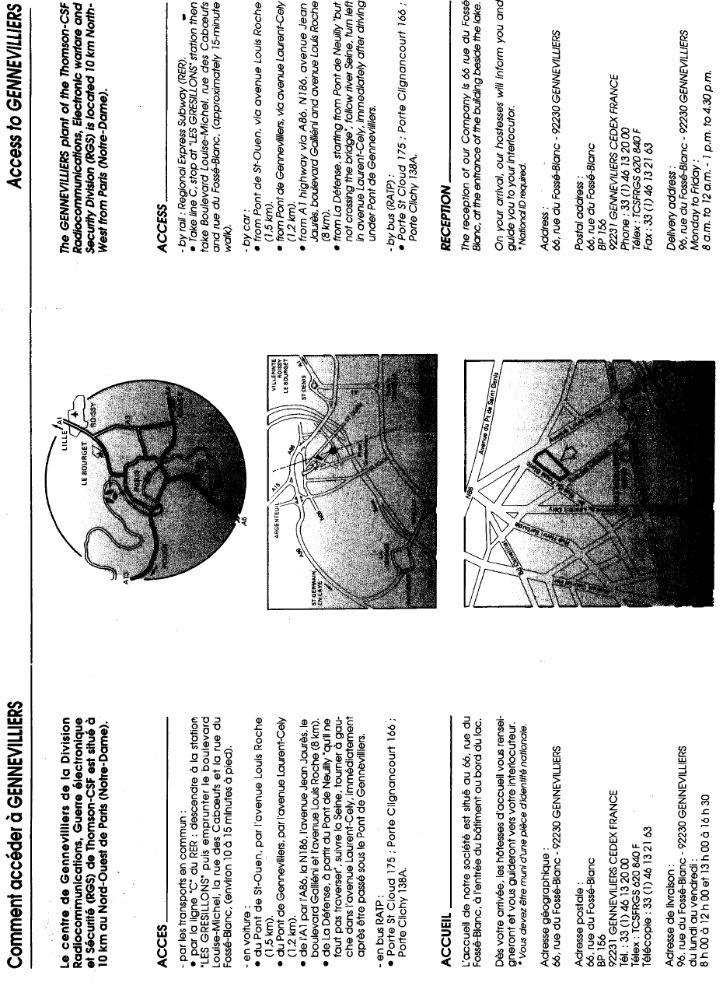 Comment accéder à GENNEVILLIERS
Le centre de Gennevilliers de la Division
Radiocommunications, Guerre électronique
et Sécurité (RGS) de Thomson-CSF est situé à
10 km au Nord-Ouest de Paris (Notre-Dame).
ACCES
- par les transports en commun :
• par la ligne "C" du RER : descendre à la station
"LES GRESILLONS" puis emprunter le boulevard
Louise-Michel, la rue des Cabœufs et la rue du
Fossé-Blanc, (environ 10 à 15 minutes à pied).
- en voiture :
• du Pont de St-Ouen, par l'avenue Louis Roche
(1,5 km).
• du Pont de Gennevilliers, par l'avenue Laurent-Cely
(1,2 km).
• de l'A1 par l'A86, la N186, l'avenue Jean Jaurès, le
boulevard Galliéni et l'avenue Louis Roche (8 km).
• de La Défense, à partir du Pont de Neuilly "qu'il ne
faut pas traverser", suivre la Seine, tourner à gau-
che dans l'avenue Laurent-Cely, immédiatement
après être passé sous le Pont de Gennevilliers.
- en bus RATP :
• Porte St Cloud 175 ; Porte Clignancourt 166 ;
Porte Clichy 138A.
ACCUEIL
L'accueil de notre société est situé au 66, rue du
Fossé-Blanc, à l'entrée du bâtiment au bord du lac.
Dès votre arrivée, les hôtesses d'accueil vous rensei-
gneront et vous guideront vers votre interlocuteur.
* Vous devez être muni d'une pièce d'identité nationale.
Adresse géographique :
66, rue du Fossé-Blanc - 92230 GENNEVILLIERS
Adresse postale :
66, rue du Fossé-Blanc
BP 156
92231 GENNEVILIERS CEDEX FRANCE
Tél. : 33 (1) 46 13 20 00
Télex : TCSFRGS 620 840 F
Télécopie : 33 (1) 46 13 21 63
Adresse de livraison :
96, rue du Fossé-Blanc - 92230 GENNEVILLIERS
du lundi au vendredi :
8 h 00 à 12 h 00 et 13 h 00 à 16 h 30
LILLE
A1
ROISSY
LE BOURGET
PARIS
A13
A6
VILLEPINTE
ROISSY
LE BOURGET
ST DENIS
A1
A86
A15
ARGENTEUIL
A86
ST GERMAIN
EN LAYE
Avenue du Pt. de Saint Denis
N86
Rue Henri Barbusse
Access to GENNEVILLIERS
The GENNEVILLIERS plant of the Thomson-CSF
Radiocommunications, Electronic warfare and
Security Division (RGS) is located 10 km North-
West from Paris (Notre-Dame).
ACCESS
- by rail : Regional Express Subway (RER).
• Take line C, stop at "LES GRESILLONS" station then
take Boulevard Louise-Michel, rue des Cabœufs
and rue du Fossé-Blanc, (approximately 15-minute
walk).
- by car :
• from Pont de St-Ouen, via avenue Louis Roche
(1.5 km).
• from Pont de Gennevilliers, via avenue Laurent-Cely
(1.2 km).
• from A1 highway via A86, N186, avenue Jean
Jaurès, boulevard Galliéni and avenue Louis Roche
(8 km).
• from La Défense, starting from Pont de Neuilly "but
not crossing the bridge", follow river Seine, turn left
in avenue Laurent-Cely, immediately after driving
under Pont de Gennevilliers.
- by bus (RATP) :
• Porte St Cloud 175 ; Porte Clignancourt 166 ;
Porte Clichy 138A.
RECEPTION
The reception of our Company is 66 rue du Fossé
Blanc, at the entrance of the building beside the lake.
On your arrival, our hostesses will inform you and
guide you to your interlocutor.
* National ID required.
Address :
66, rue du Fossé-Blanc - 92230 GENNEVILLIERS
Postal address :
66, rue du Fossé-Blanc
BP 156
92231 GENNEVILIERS CEDEX FRANCE
Phone : 33 (1) 46 13 20 00
Télex : TCSFRGS 620 840 F
Fax : 33 (1) 46 13 21 63
Delivery address :
96, rue du Fossé-Blanc - 92230 GENNEVILLIERS
Monday to Friday :
8 a.m. to 12 a.m. - 1 p.m. to 4.30 p.m.